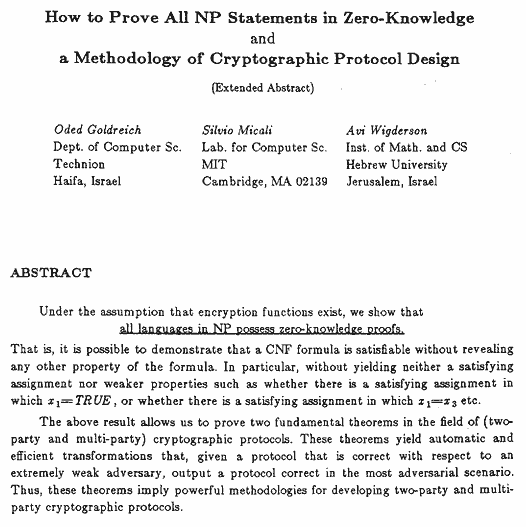 How to Prove All NP Statements in Zero-Knowledge
and
a Methodology of Cryptographic Protocol Design
(Extended Abstract)
Oded Goldreich Silvio Micali Avi Wigderson
Dept. of Computer Sc. Lab. for Computer Sc. Inst. of Math. and CS
Technion MIT Hebrew University
Haifa, Israel Cambridge, MA 02139 Jerusalem, Israel
ABSTRACT
Under the assumption that encryption functions exist, we show that
all languages in NP possess zero-knowledge proofs.
That is, it is possible to demonstrate that a CNF formula is satisfiable without revealing
any other property of the formula. In particular, without yielding neither a satisfying
assignment nor weaker properties such as whether there is a satisfying assignment in
which x₁=TRUE, or whether there is a satisfying assignment in which x₁=x₃ etc.
The above result allows us to prove two fundamental theorems in the field of (two-
party and multi-party) cryptographic protocols. These theorems yield automatic and
efficient transformations that, given a protocol that is correct with respect to an
extremely weak adversary, output a protocol correct in the most adversarial scenario.
Thus, these theorems imply powerful methodologies for developing two-party and multi-
party cryptographic protocols.